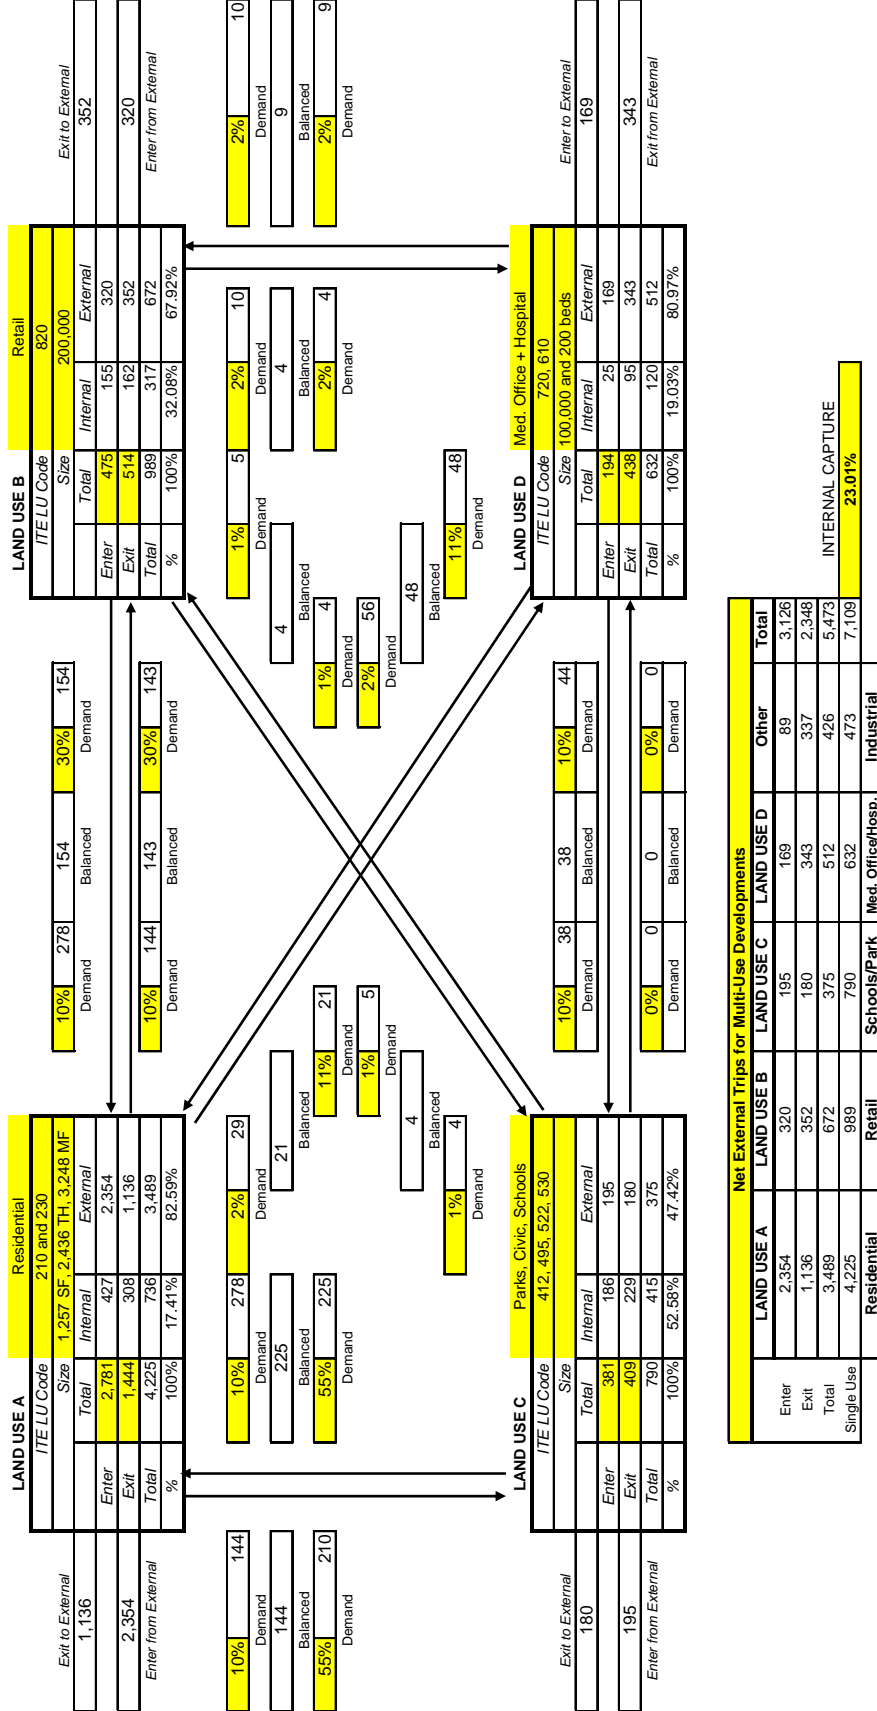 LAND USE A Residential LAND USE B Retail
ITE LU Code 210 and 230 ITE LU Code 820
Exit to External Size 1,257 SF, 2,436 TH, 3,248 MF 10% 278 154 30% 154 Size 200,000 Exit to External
1,136 Total Internal External Demand Balanced Demand Total Internal External 352
Enter 2,781 427 2,354 Enter 475 155 320
2,354 Exit 1,444 308 1,136 Exit 514 162 352 320
Enter from External Total 4,225 736 3,489 10% 144 143 30% 143 Total 989 317 672 Enter from External
% 100% 17.41% 82.59% Demand Balanced Demand % 100% 32.08% 67.92%
10% 144 10% 278 2% 29 1% 5 2% 10 2% 10
Demand Demand Demand Demand Demand Demand
144 225 21 4 4 9
Balanced Balanced Balanced Balanced Balanced Balanced
55% 210 55% 225 11% 21 1% 4 2% 4 2% 9
Demand Demand Demand Demand Demand Demand
1% 5 2% 56
Demand Demand
4 48
Balanced Balanced
1% 4 11% 48
Demand Demand
LAND USE C Parks, Civic, Schools LAND USE D Med. Office + Hospital
ITE LU Code 412, 495, 522, 530 ITE LU Code 720, 610
Exit to External Size 10% 38 38 10% 44 Size 100,000 and 200 beds Enter to External
180 Total Internal External Demand Balanced Demand Total Internal External 169
Enter 381 186 195 Enter 194 25 169
195 Exit 409 229 180 Exit 438 95 343 343
Enter from External Total 790 415 375 0% 0 0 0% 0 Total 632 120 512 Exit from External
% 100% 52.58% 47.42% Demand Balanced Demand % 100% 19.03% 80.97%
Net External Trips for Multi-Use Developments
LAND USE A LAND USE B LAND USE C LAND USE D Other Total
Enter 2,354 320 195 169 89 3,126
Exit 1,136 352 180 343 337 2,348
Total 3,489 672 375 512 426 5,473 INTERNAL CAPTURE
Single Use 4,225 989 790 632 473 7,109 23.01%
Residential Retail Schools/Park Med. Office/Hosp. Industrial